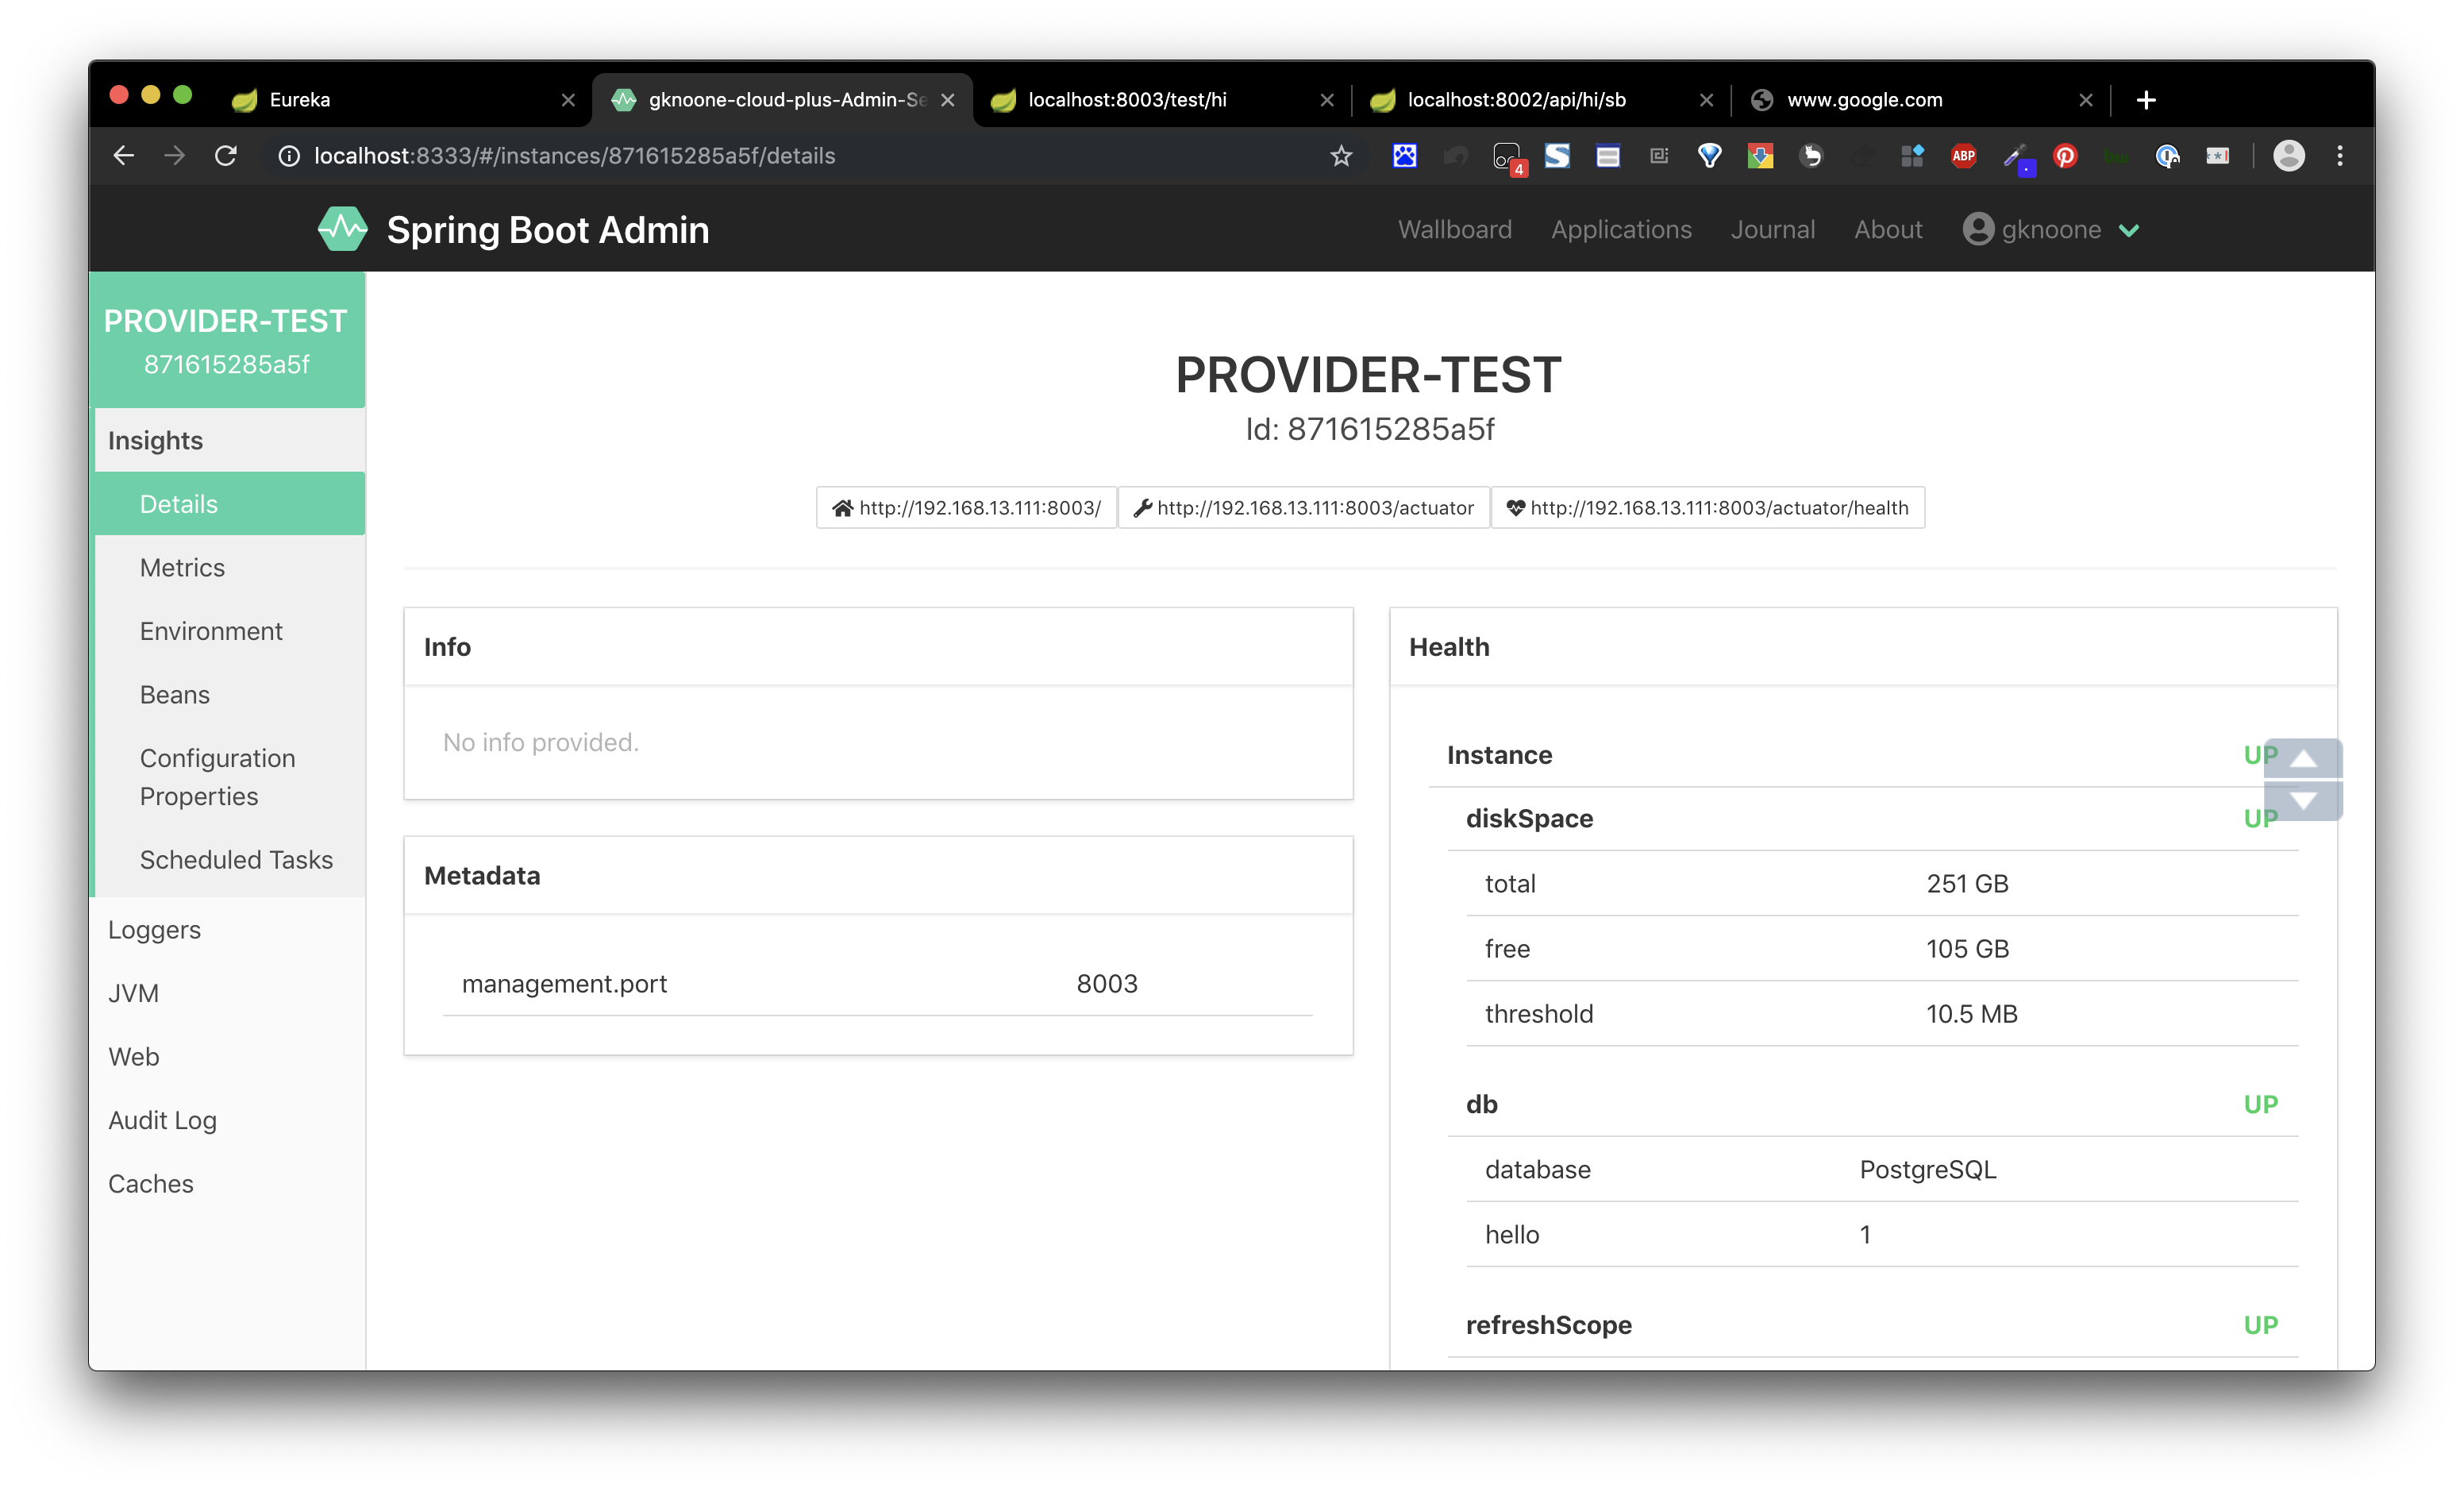 Eureka
gknoone-cloud-plus-Admin-Se
localhost:8003/test/hi
localhost:8002/api/hi/sb
www.google.com
localhost:8333/#/instances/871615285a5f/details
4
ABP
Spring Boot Admin
Wallboard
Applications
Journal
About
gknoone
PROVIDER-TEST
871615285a5f
Insights
Details
Metrics
Environment
Beans
Configuration
Properties
Scheduled Tasks
Loggers
JVM
Web
Audit Log
Caches
PROVIDER-TEST
Id: 871615285a5f
http://192.168.13.111:8003/
http://192.168.13.111:8003/actuator
http://192.168.13.111:8003/actuator/health
Info
No info provided.
Metadata
management.port 8003
Health
Instance UP
diskSpace UP
total 251 GB
free 105 GB
threshold 10.5 MB
db UP
database PostgreSQL
hello 1
refreshScope UP